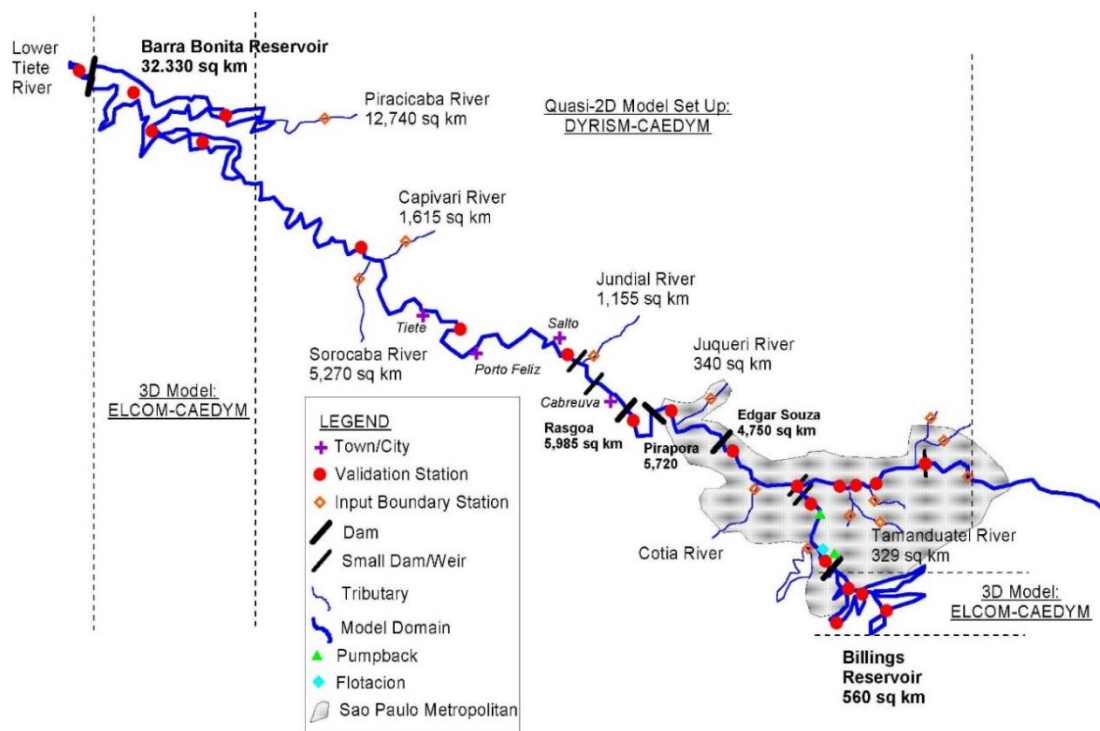 Lower
Tiete
River
Barra Bonita Reservoir
32.330 sq km
Piracicaba River
12,740 sq km
Quasi-2D Model Set Up:
DYRISM-CAEDYM
Capivari River
1,615 sq km
Jundial River
1,155 sq km
Juqueri River
340 sq km
Tiete
Salto
Sorocaba River
5,270 sq km
Porto Feliz
3D Model:
ELCOM-CAEDYM
Cabreuva
Rasgoa
5,985 sq km
Pirapora
5,720
Edgar Souza
4,750 sq km
LEGEND
Town/City
Validation Station
Input Boundary Station
Dam
Small Dam/Weir
Tributary
Model Domain
Pumpback
Flotacion
Sao Paulo Metropolitan
Cotia River
Tamanduatel River
329 sq km
3D Model:
ELCOM-CAEDYM
Billings
Reservoir
560 sq km